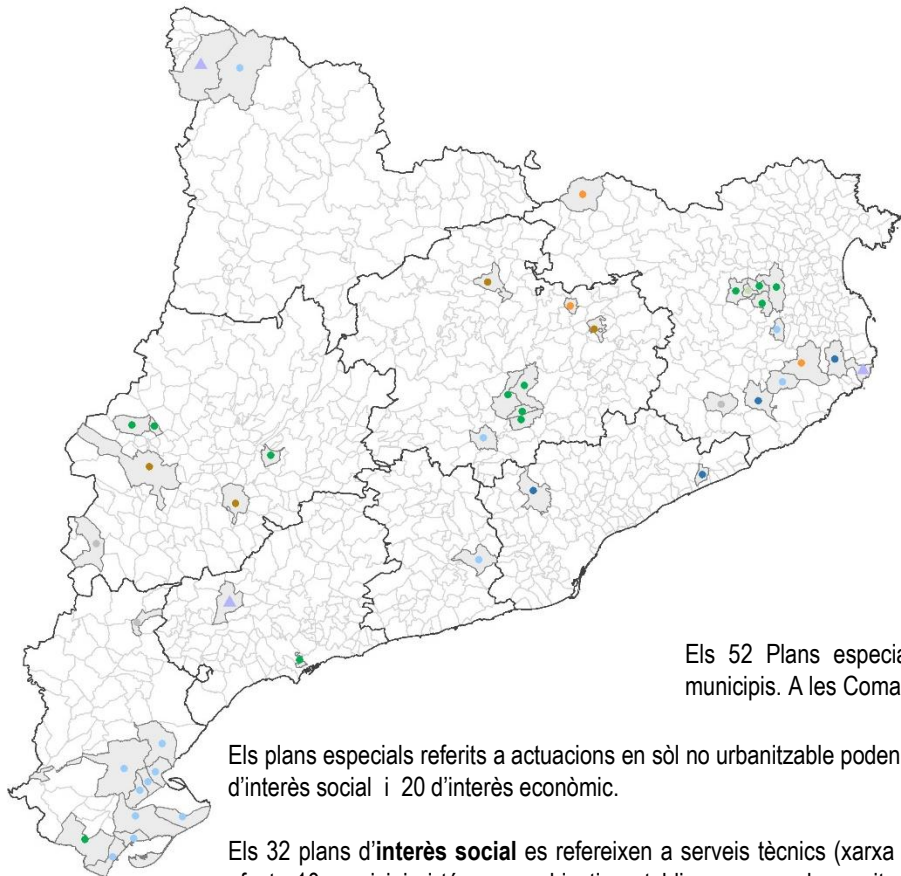 Els 52 Plans especia
municipis. A les Coma
Els plans especials referits a actuacions en sòl no urbanitzable poden
d'interès social i 20 d'interès econòmic.
Els 32 plans d'interès social es refereixen a serveis tècnics (xarxa